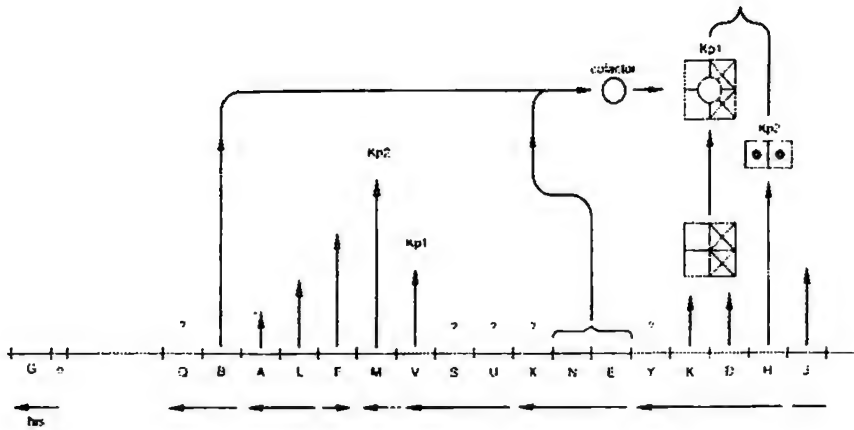 Kp1
cofactor
Kp2
Kp2
Kp1
? ? ? ? ?
G o Q B A L F M V S U X N E Y K D H J
his